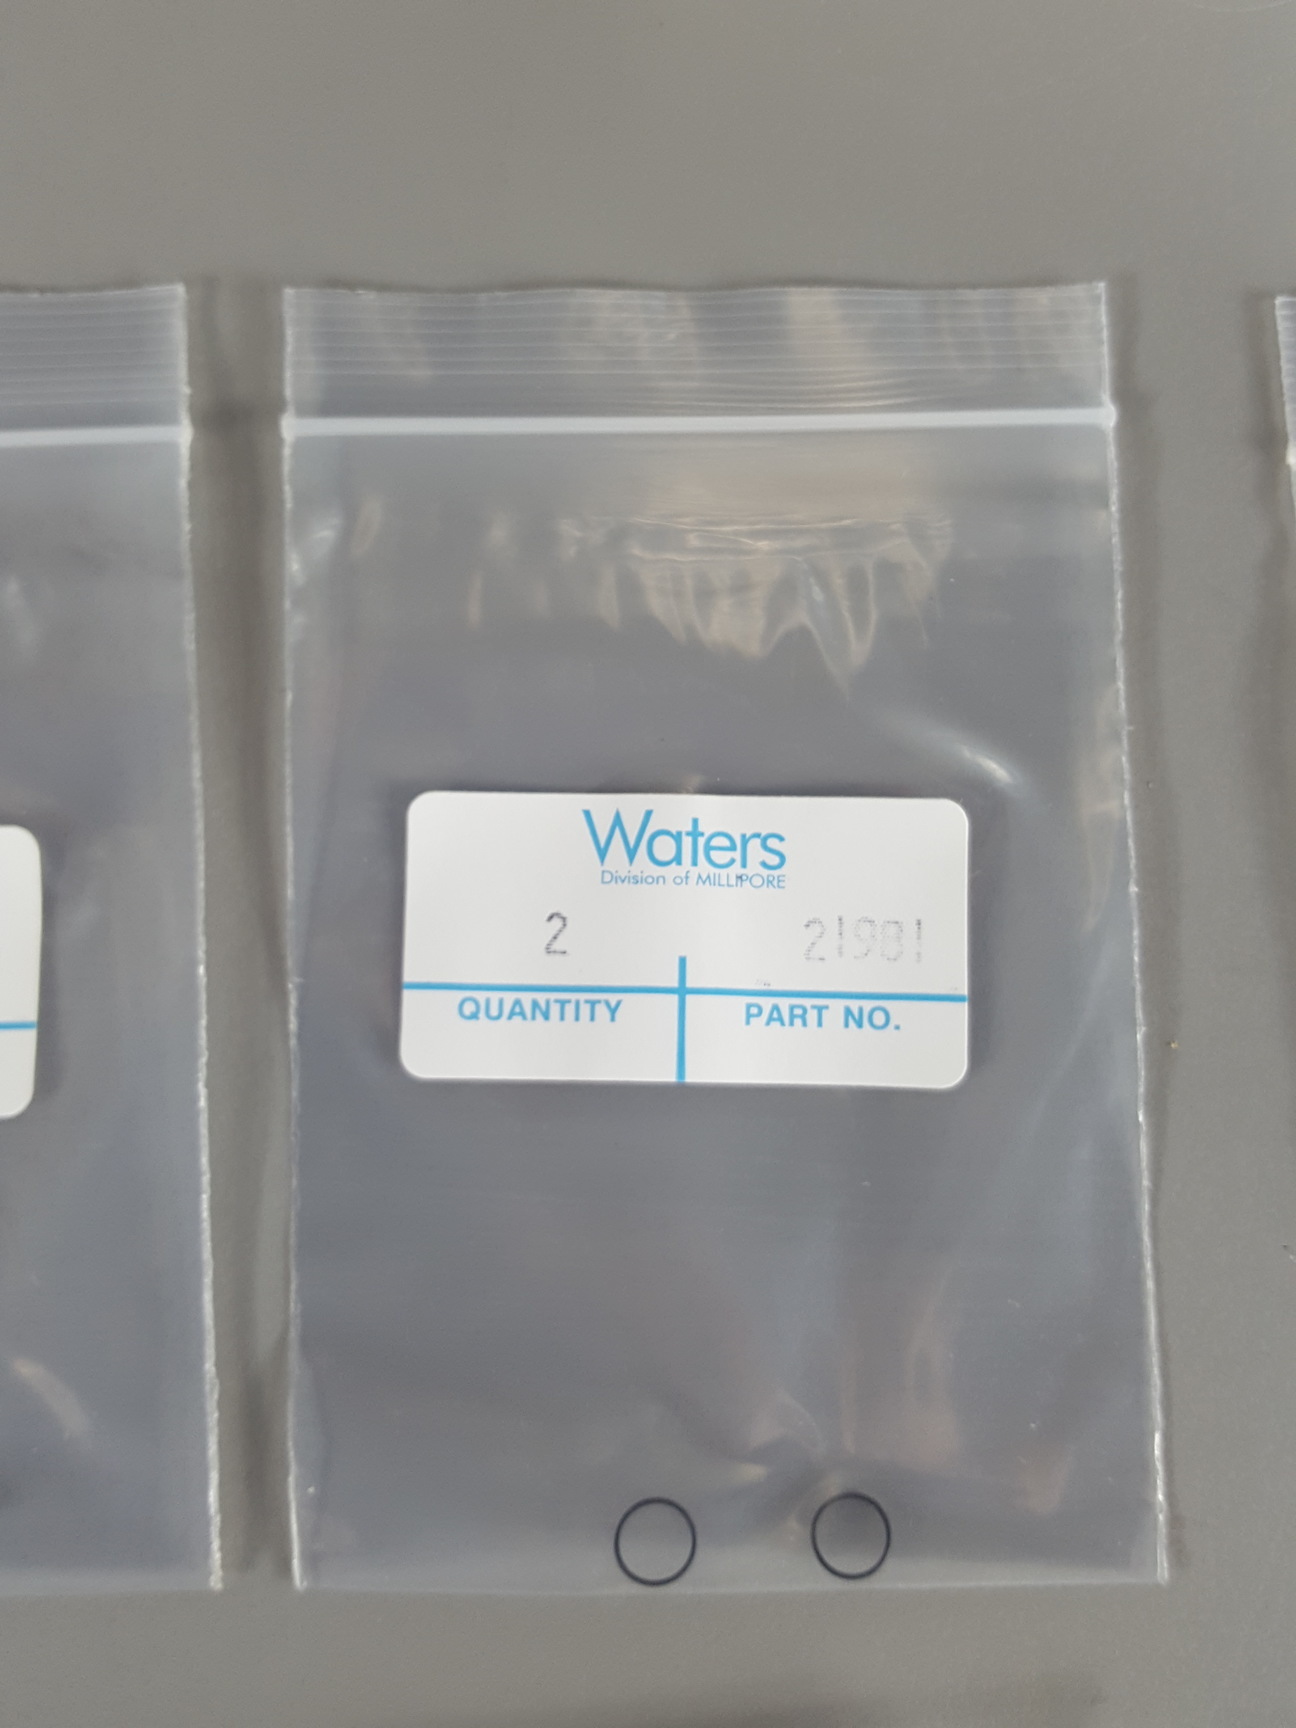 Waters
Division of MILLIPORE
2 21981
QUANTITY PART NO.